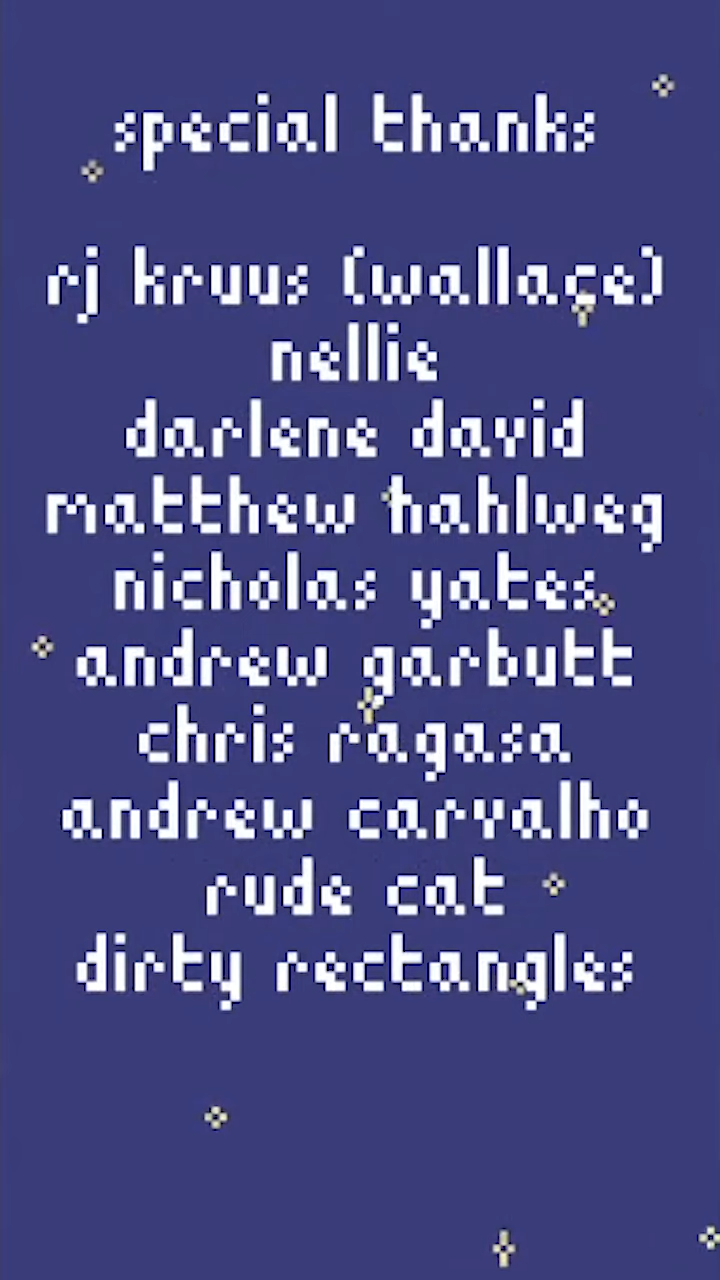 special thanks
rj kruus (wallace)
nellie
darlene david
matthew hahlweg
nicholas yates
andrew garbutt
chris ragasa
andrew carvalho
rude cat
dirty rectangles